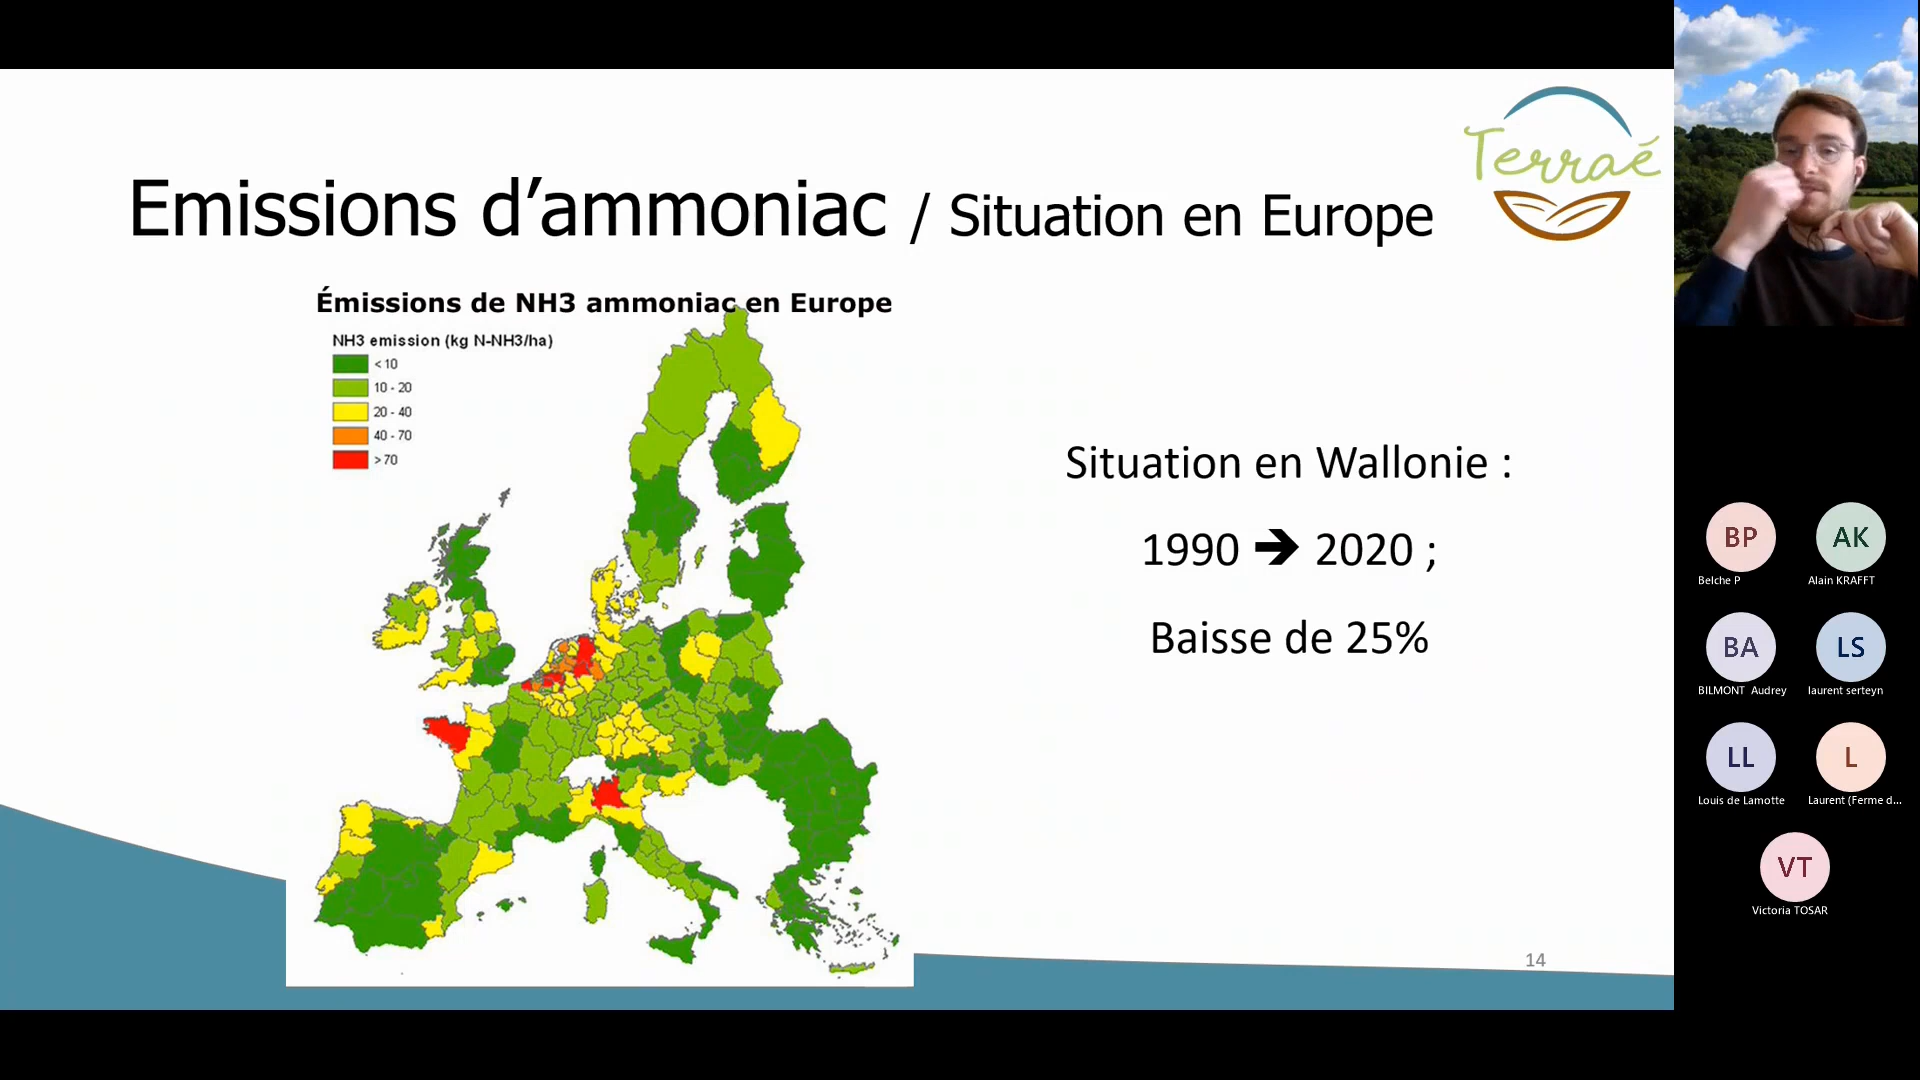 Terraé
Emissions d’ammoniac / Situation en Europe
Émissions de NH3 ammoniac en Europe
NH3 emission (kg N-NH3/ha)
< 10
10 - 20
20 - 40
40 - 70
> 70
Situation en Wallonie :
1990 🡺 2020 ;
Baisse de 25%
14
BP
Belche P
AK
Alain KRAFFT
BA
BILMONT Audrey
LS
laurent serteyn
LL
Louis de Lamotte
L
Laurent (Ferme d...
VT
Victoria TOSAR